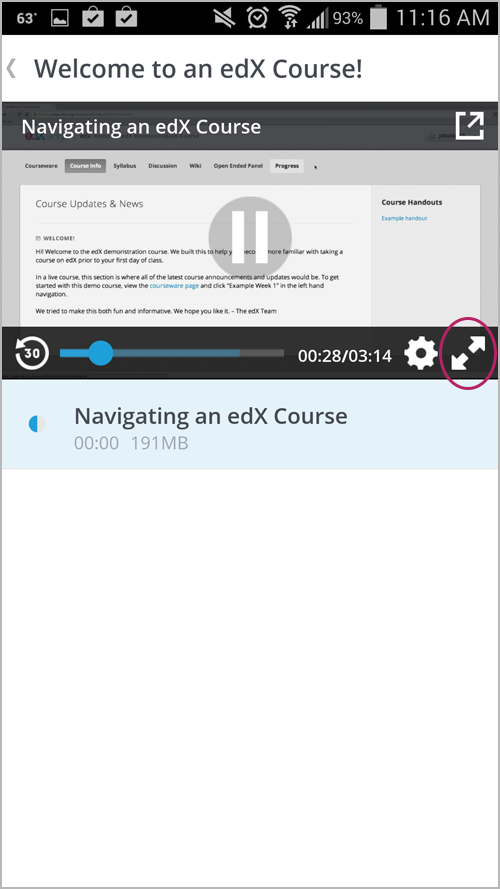 63° 93% 11:16 AM
Welcome to an edX Course!
Navigating an edX Course
Courseware Course Info Syllabus Discussion Wiki Open Ended Panel Progress
Course Updates & News
Course Handouts
Example handout
WELCOME!
Hi! Welcome to the edX demonstration course. We built this to help you become more familiar with taking a
course on edX prior to your first day of class.
In a live course, this section is where all of the latest course announcements and updates would be. To get
started with this demo course, view the courseware page and click "Example Week 1" in the left hand
navigation.
We tried to make this both fun and informative. We hope you like it. – The edX Team
30 00:28/03:14
Navigating an edX Course
00:00 191MB